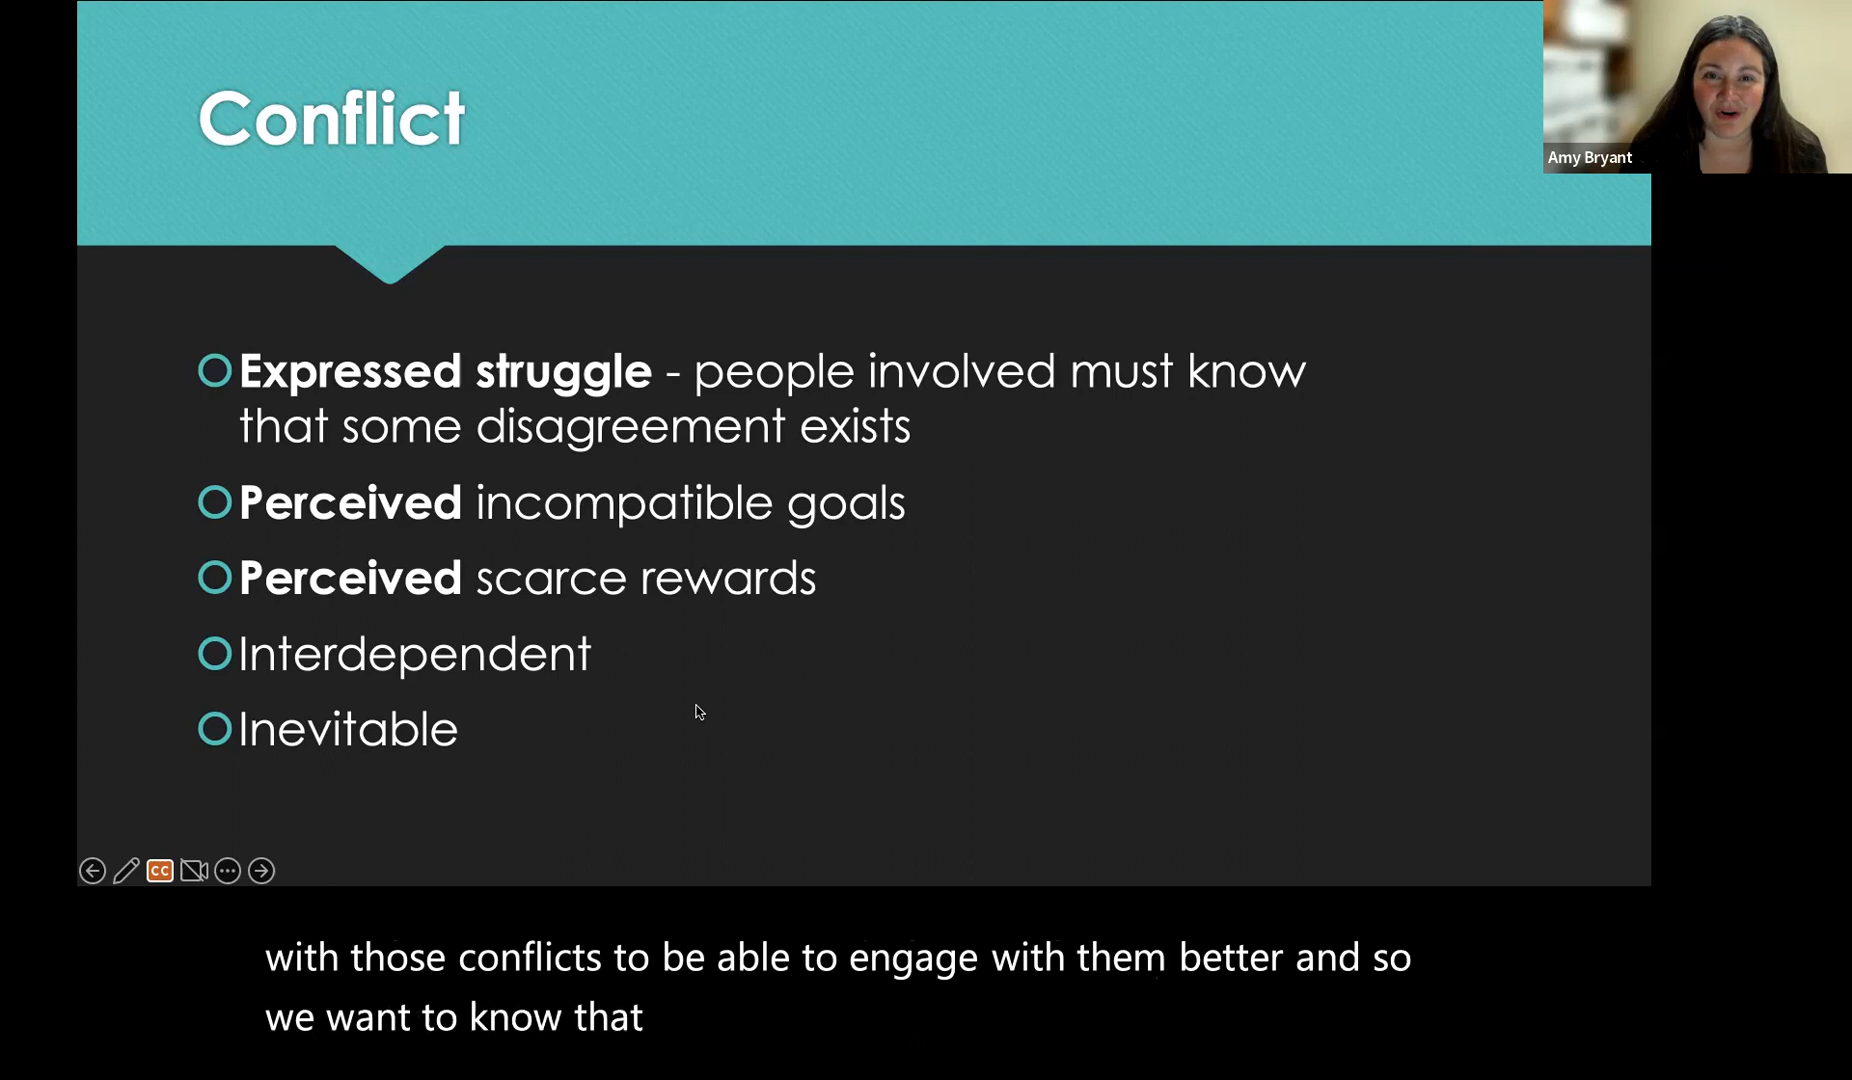 Conflict
Amy Bryant
Expressed struggle - people involved must know
that some disagreement exists
Perceived incompatible goals
Perceived scarce rewards
Interdependent
Inevitable
CC
with those conflicts to be able to engage with them better and so
we want to know that